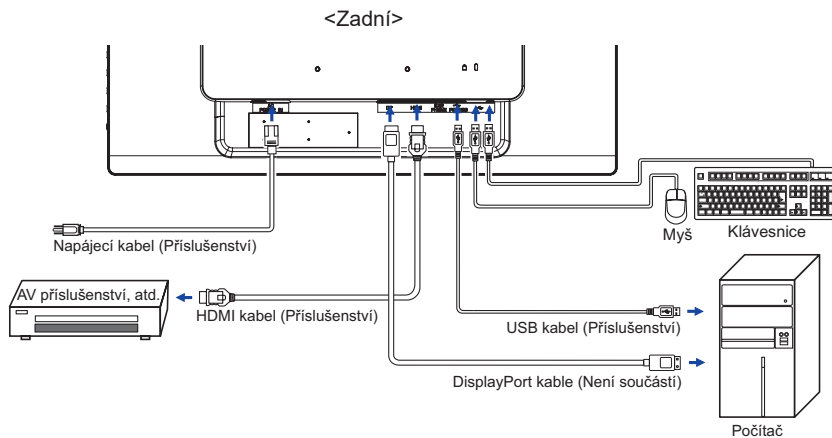 <Zadní>
Napájecí kabel (Příslušenství)
Myš
Klávesnice
AV příslušenství, atd.
HDMI kabel (Příslušenství)
USB kabel (Příslušenství)
DisplayPort kable (Není součástí)
Počítač